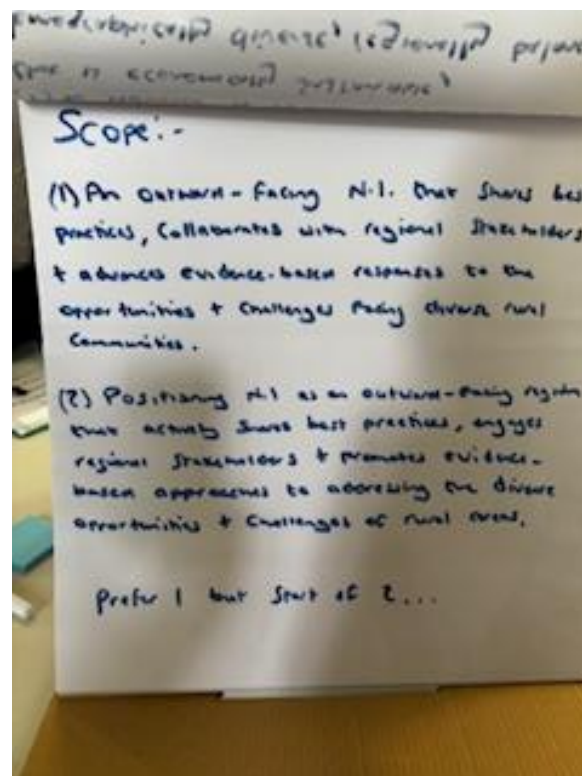 Scope:-
(1) An outward-facing N.I. that shares best
practices, Collaborates with regional Stakeholders
+ advances evidence-based responses to the
opportunities + Challenges facing diverse rural
Communities.
(2) Positioning N.I as an outward-facing region
that actively shares best practices, engages
regional Stakeholders + promotes evidence-
based approaches to addressing the diverse
opportunities + Challenges of rural areas.
Prefer 1 but Start of 2...